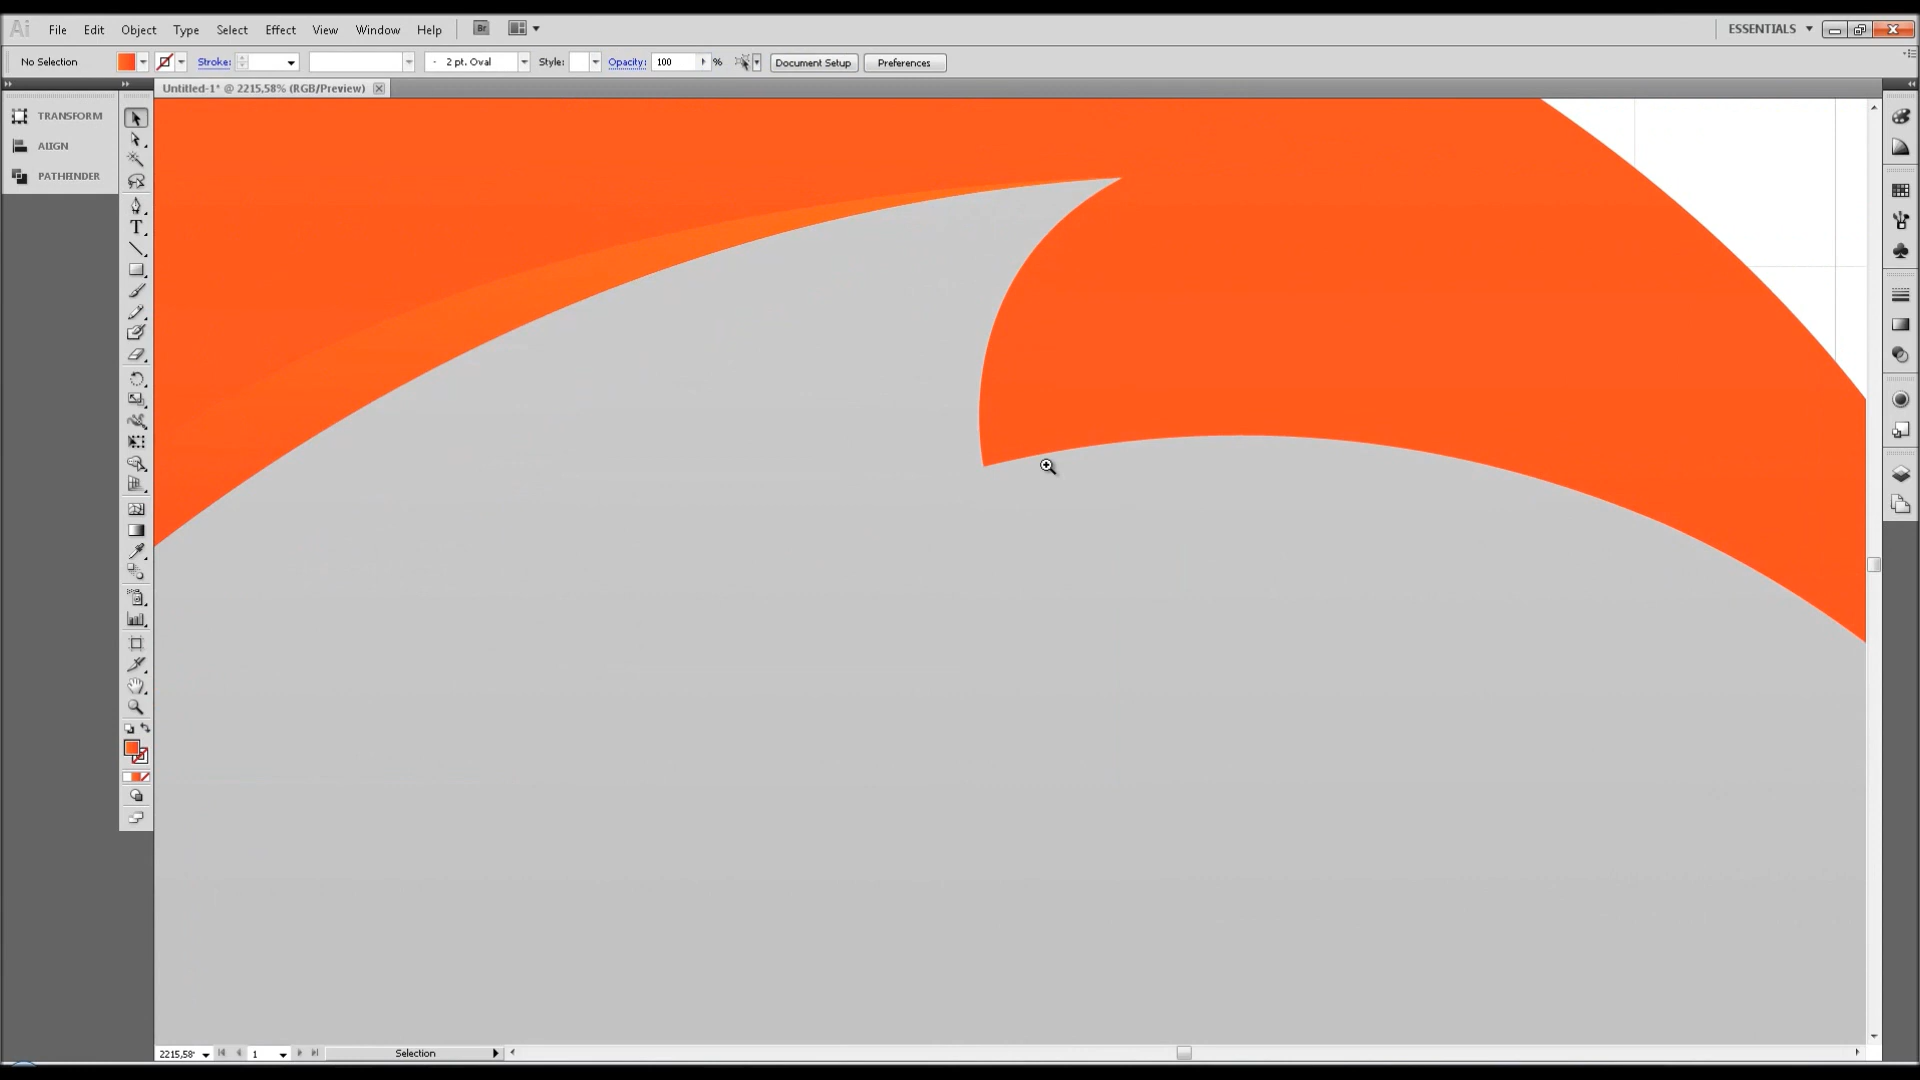 Ai File Edit Object Type Select Effect View Window Help Br ESSENTIALS
No Selection Stroke: 2 pt. Oval Style: Opacity: 100 % Document Setup Preferences
Untitled-1* @ 2215,58% (RGB/Preview)
TRANSFORM
ALIGN
PATHFINDER
T
2215,58 1 Selection